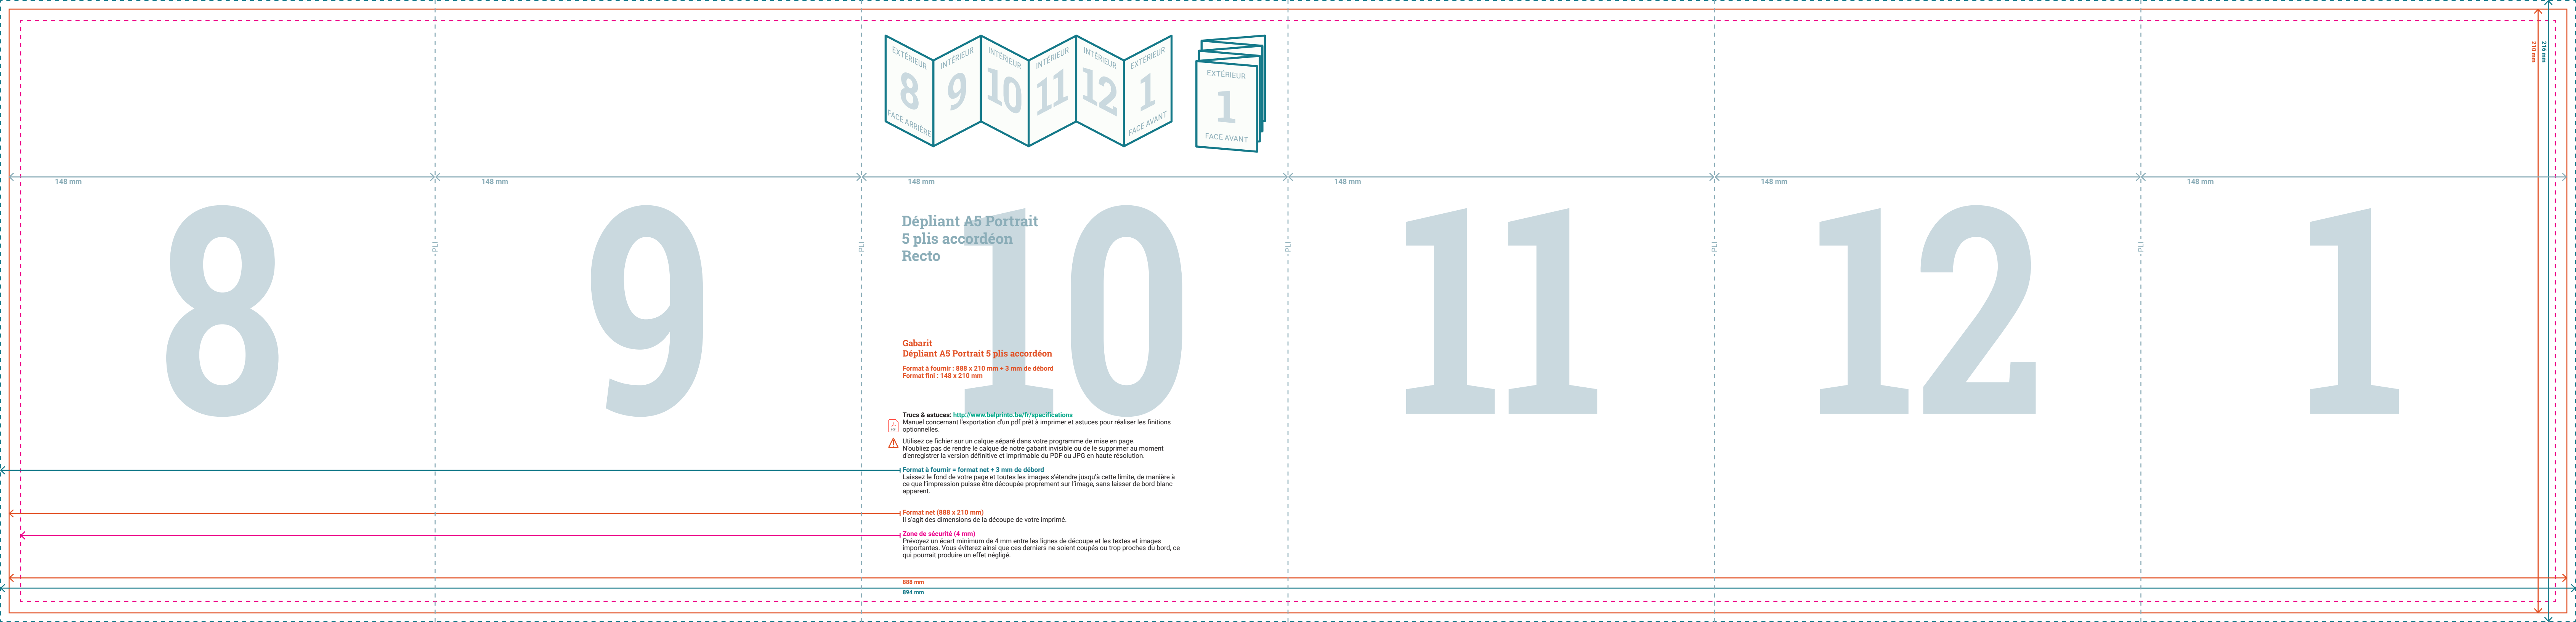 EXTÉRIEUR
8
FACE ARRIÈRE
INTÉRIEUR
9
INTÉRIEUR
10
INTÉRIEUR
11
INTÉRIEUR
12
EXTÉRIEUR
1
FACE AVANT
EXTÉRIEUR
1
FACE AVANT
210 mm
216 mm
148 mm
148 mm
148 mm
148 mm
148 mm
148 mm
8
PLI
9
PLI
10
PLI
11
PLI
12
PLI
1
Dépliant A5 Portrait
5 plis accordéon
Recto
Gabarit
Dépliant A5 Portrait 5 plis accordéon
Format à fournir : 888 x 210 mm + 3 mm de débord
Format fini : 148 x 210 mm
Trucs & astuces: http://www.belprinto.be/fr/specifications
Manuel concernant l'exportation d'un pdf prêt à imprimer et astuces pour réaliser les finitions
optionnelles.
Utilisez ce fichier sur un calque séparé dans votre programme de mise en page.
N'oubliez pas de rendre le calque de notre gabarit invisible ou de le supprimer au moment
d'enregistrer la version définitive et imprimable du PDF ou JPG en haute résolution.
Format à fournir = format net + 3 mm de débord
Laissez le fond de votre page et toutes les images s'étendre jusqu'à cette limite, de manière à
ce que l'impression puisse être découpée proprement sur l'image, sans laisser de bord blanc
apparent.
Format net (888 x 210 mm)
Il s'agit des dimensions de la découpe de votre imprimé.
Zone de sécurité (4 mm)
Prévoyez un écart minimum de 4 mm entre les lignes de découpe et les textes et images
importantes. Vous éviterez ainsi que ces derniers ne soient coupés ou trop proches du bord, ce
qui pourrait produire un effet négligé.
888 mm
894 mm